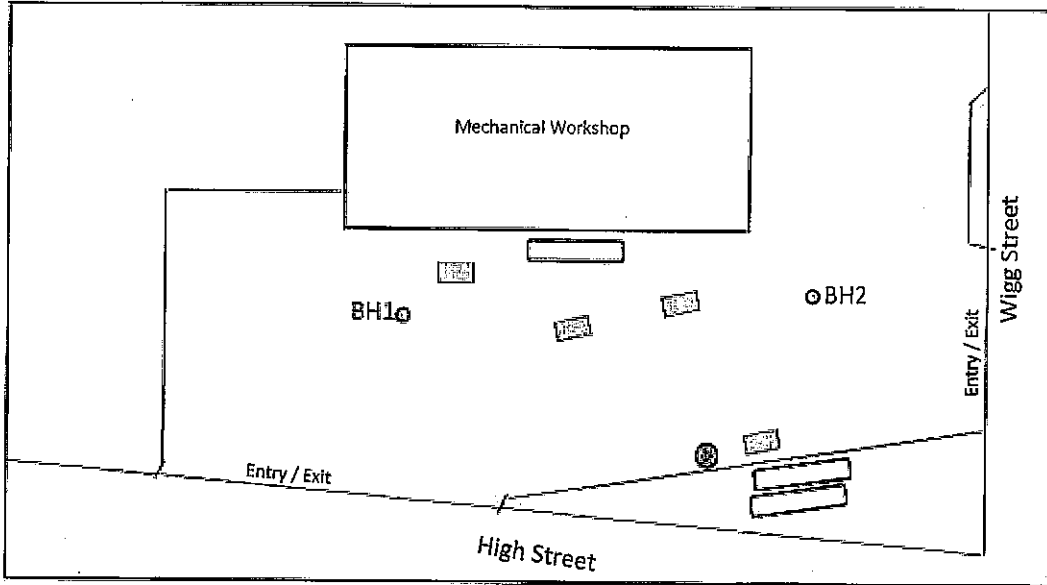 Mechanical Workshop
Wigg Street
BH1
BH2
Entry / Exit
Entry / Exit
High Street